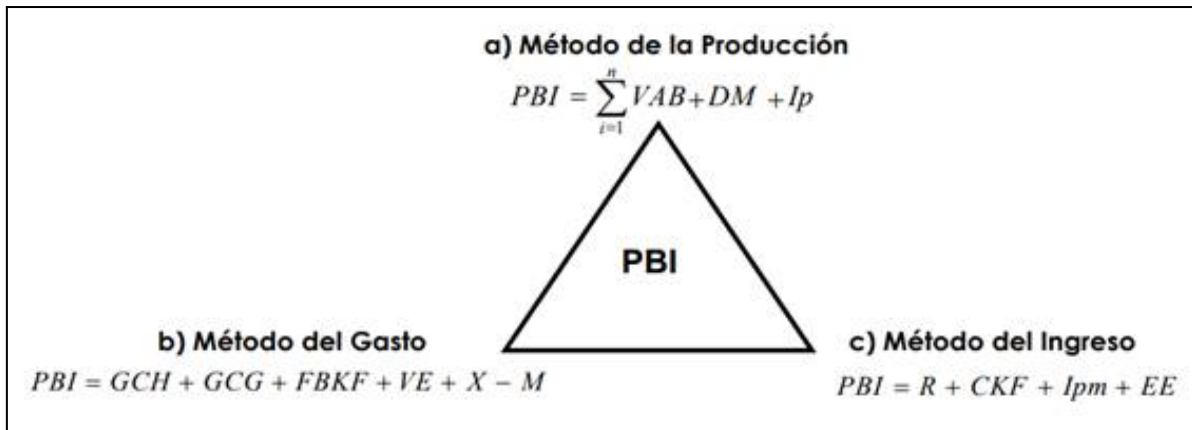 a) Método de la Producción
PBI = \sum_{i=1}^{n} VAB + DM + Ip
PBI
b) Método del Gasto
PBI = GCH + GCG + FBKF + VE + X − M
c) Método del Ingreso
PBI = R + CKF + Ipm + EE